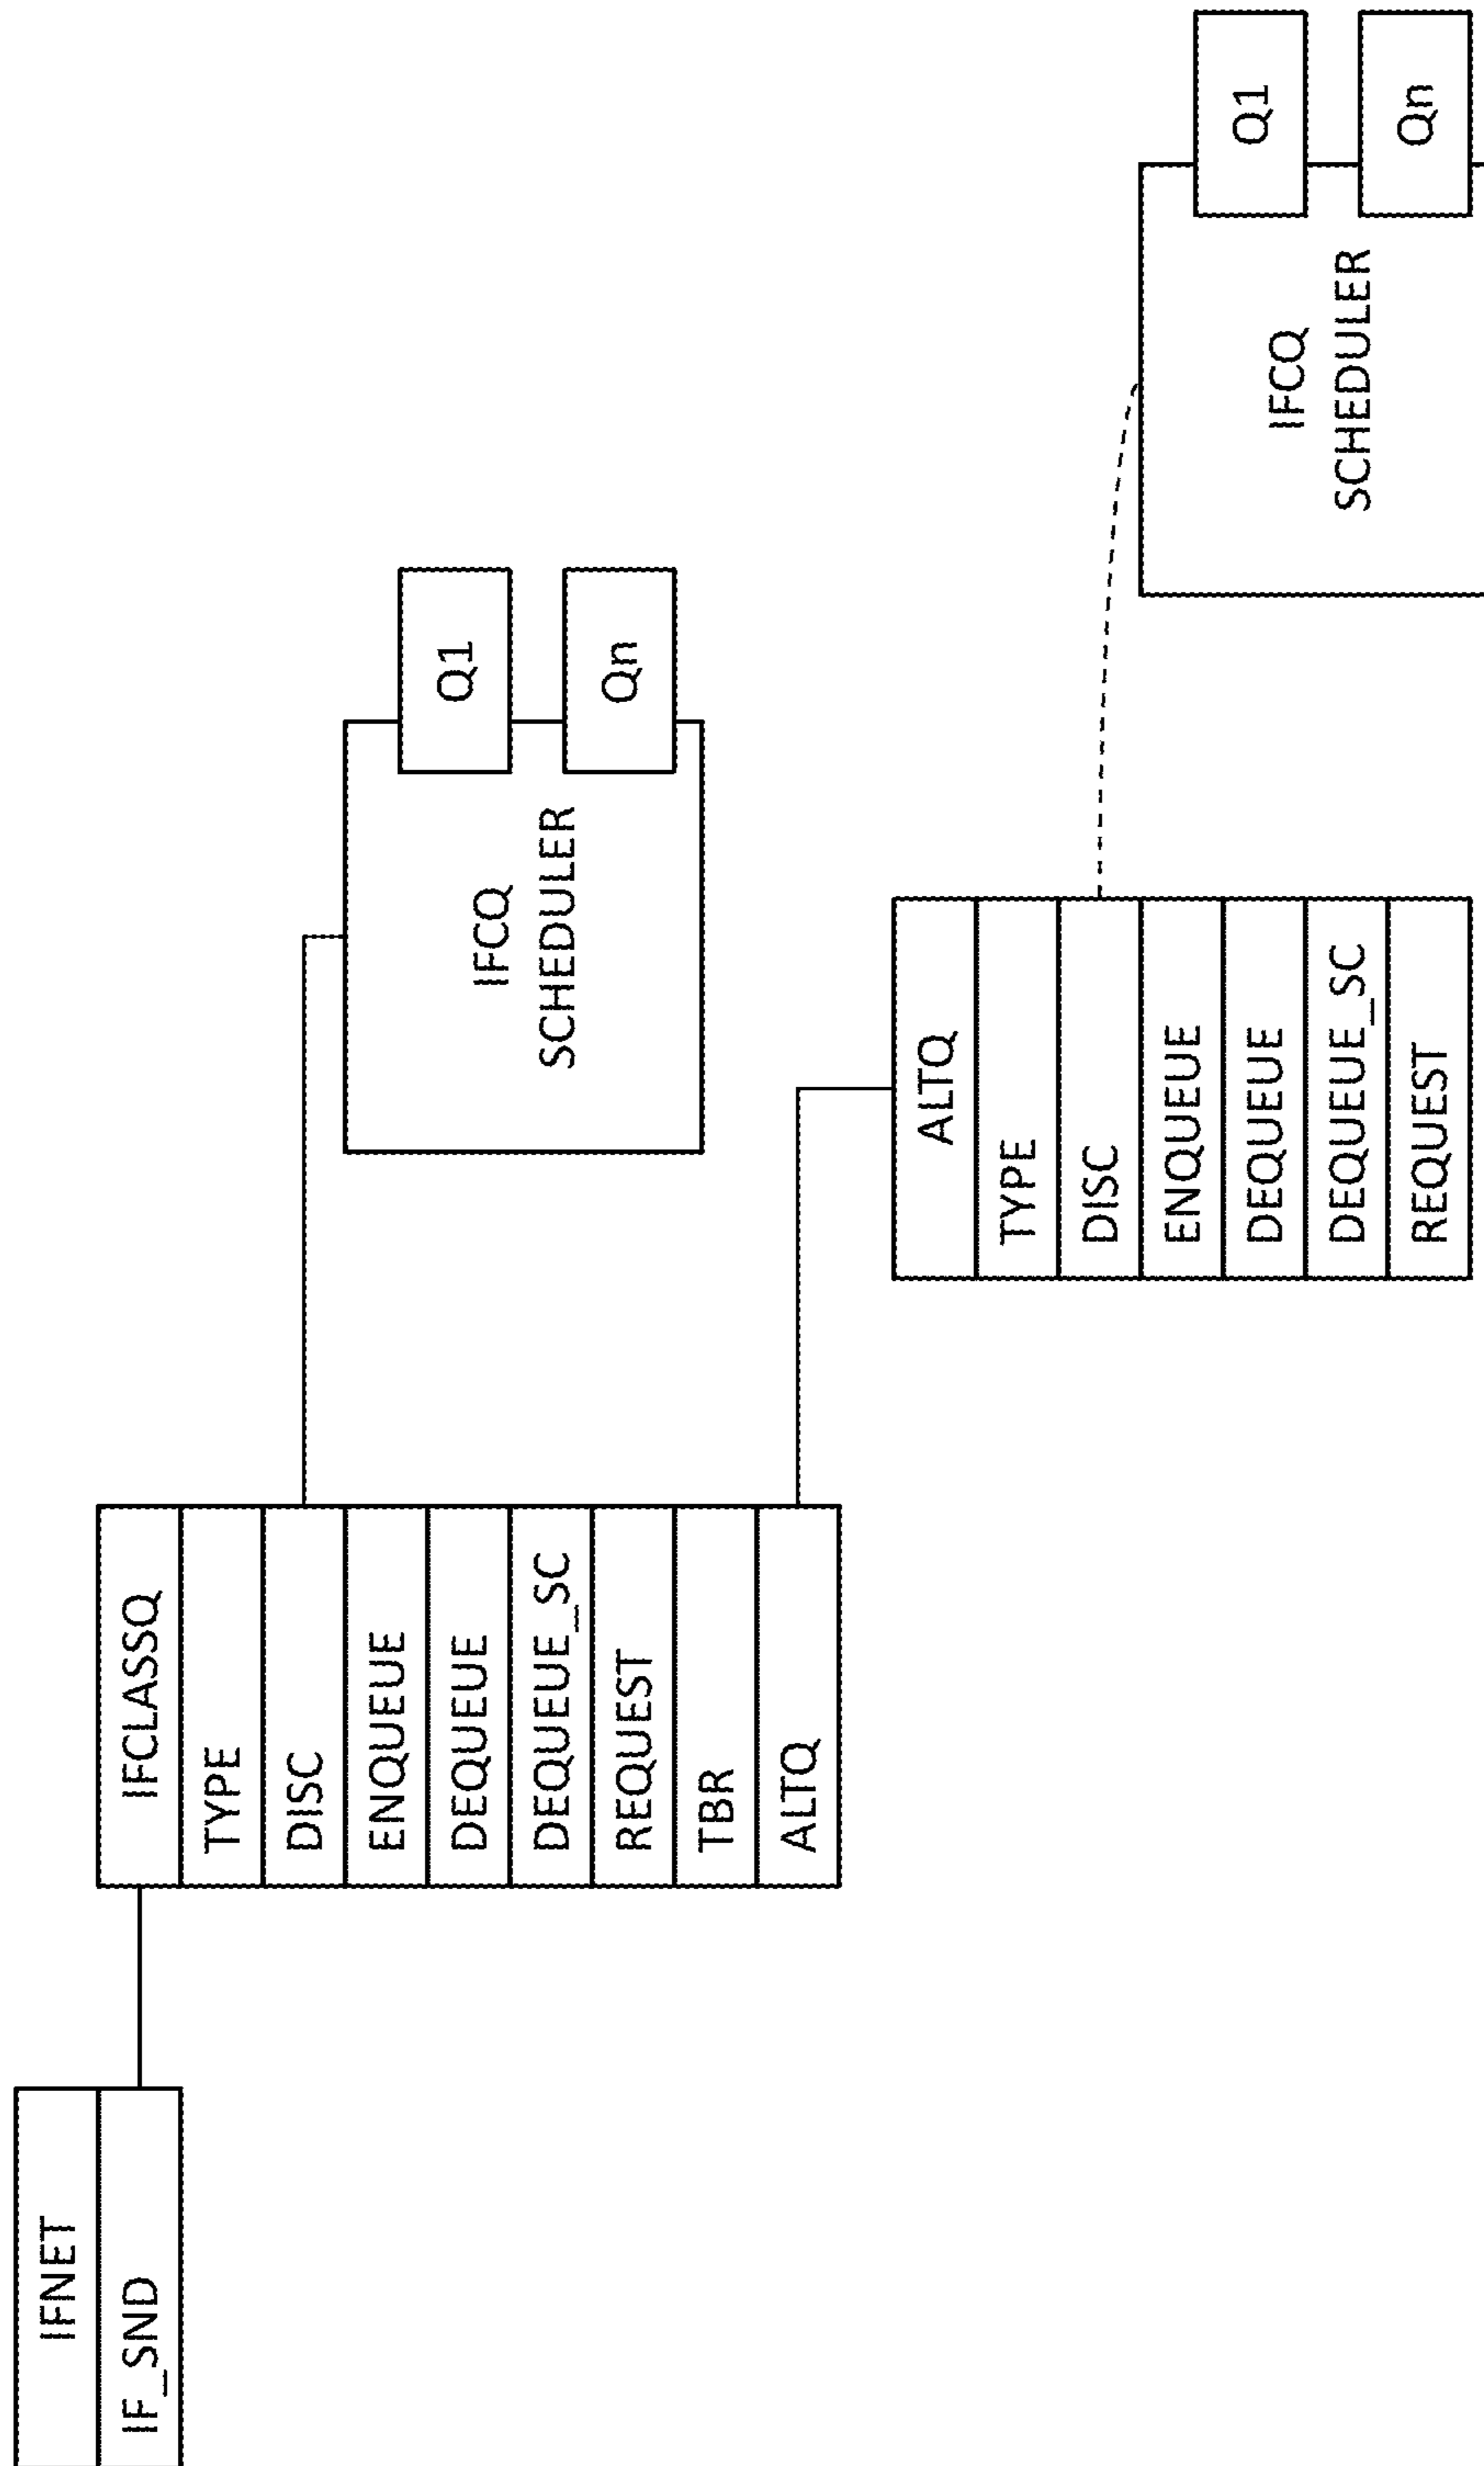 IFNET
IF_SND
IFCLASSQ
TYPE
DISC
ENQUEUE
DEQUEUE
DEQUEUE_SC
REQUEST
TBR
ALTQ
IFCQ
SCHEDULER
Q1
Qn
ALTQ
TYPE
DISC
ENQUEUE
DEQUEUE
DEQUEUE_SC
REQUEST
IFCQ
SCHEDULER
Q1
Qn